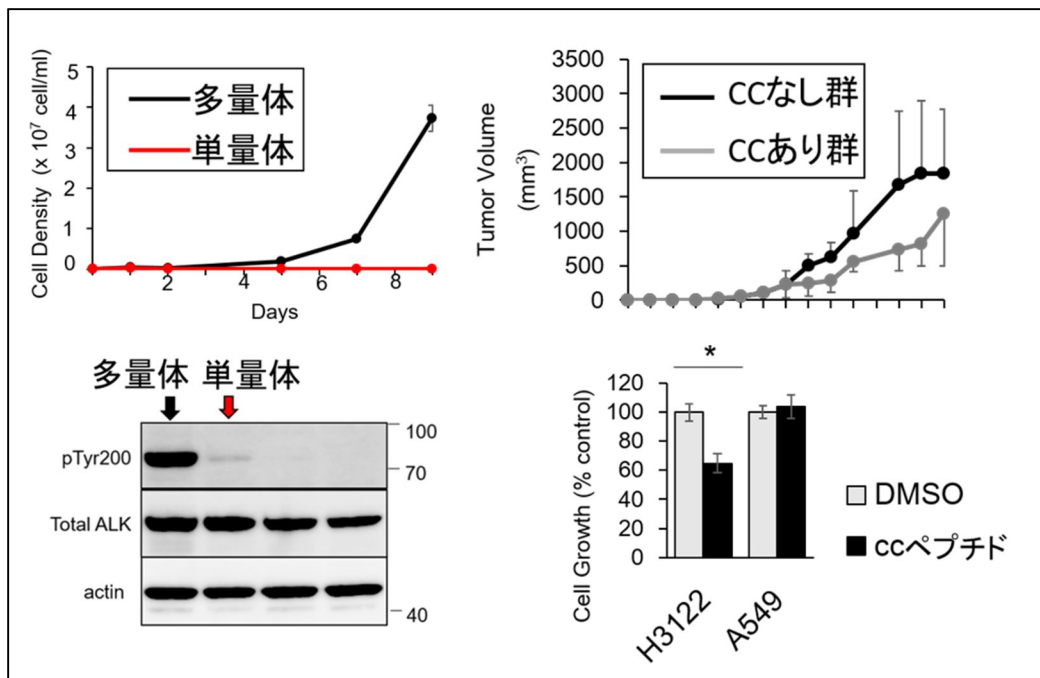 Cell Density (x 10⁷ cell/ml)
5
4
3
2
1
0
多量体
単量体
2
4
6
8
Days
Tumor Volume
(mm³)
3500
3000
2500
2000
1500
1000
500
0
CCなし群
CCあり群
多量体 単量体
pTyr200
100
70
Total ALK
actin
40
*
Cell Growth (% control)
120
100
80
60
40
20
0
H3122
A549
DMSO
ccペプチド